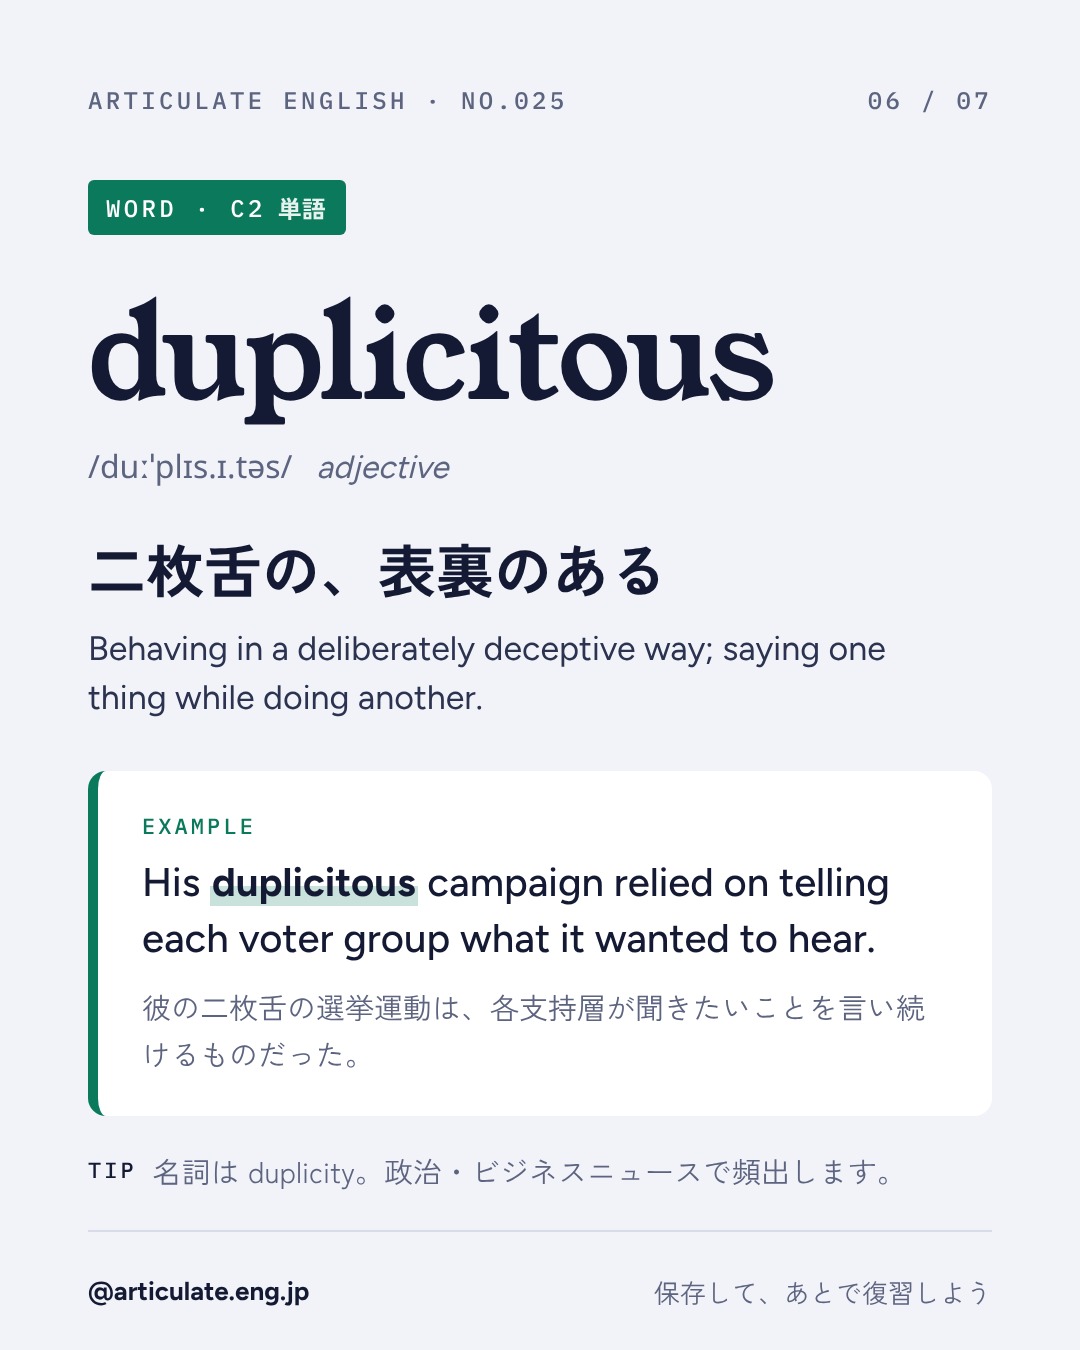 ARTICULATE ENGLISH · NO.025
06 / 07
WORD · C2 単語
duplicitous
/duːˈplɪs.ɪ.təs/ adjective
二枚舌の、表裏のある
Behaving in a deliberately deceptive way; saying one
thing while doing another.
EXAMPLE
His duplicitous campaign relied on telling
each voter group what it wanted to hear.
彼の二枚舌の選挙運動は、各支持層が聞きたいことを言い続
けるものだった。
TIP 名詞は duplicity。政治・ビジネスニュースで頻出します。
@articulate.eng.jp
保存して、あとで復習しよう